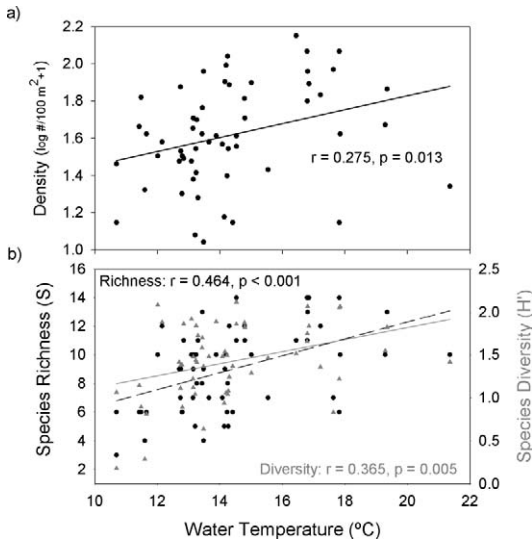 a)
Density (log #/100 m²+1)
2.2
2.0
1.8
1.6
1.4
1.2
1.0
r = 0.275, p = 0.013
b)
Species Richness (S)
16
14
12
10
8
6
4
2
Richness: r = 0.464, p < 0.001
Diversity: r = 0.365, p = 0.005
2.5
2.0
1.5
1.0
0.5
0.0
Species Diversity (H')
10 12 14 16 18 20 22
Water Temperature (ºC)